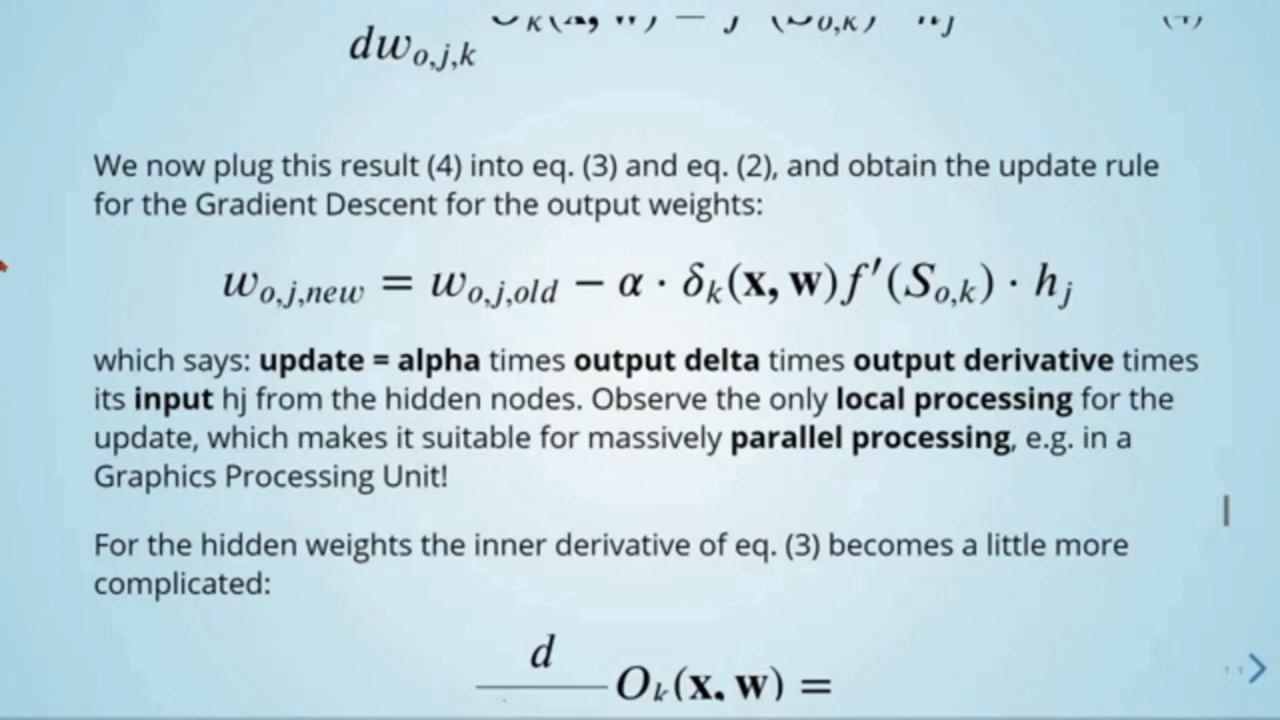 dw_{o,j,k}
We now plug this result (4) into eq. (3) and eq. (2), and obtain the update rule
for the Gradient Descent for the output weights:
w_{o,j,new} = w_{o,j,old} − α · δ_k(x, w) f′(S_{o,k}) · h_j
which says: update = alpha times output delta times output derivative times
its input hj from the hidden nodes. Observe the only local processing for the
update, which makes it suitable for massively parallel processing, e.g. in a
Graphics Processing Unit!
For the hidden weights the inner derivative of eq. (3) becomes a little more
complicated:
d
O_k(x, w) =